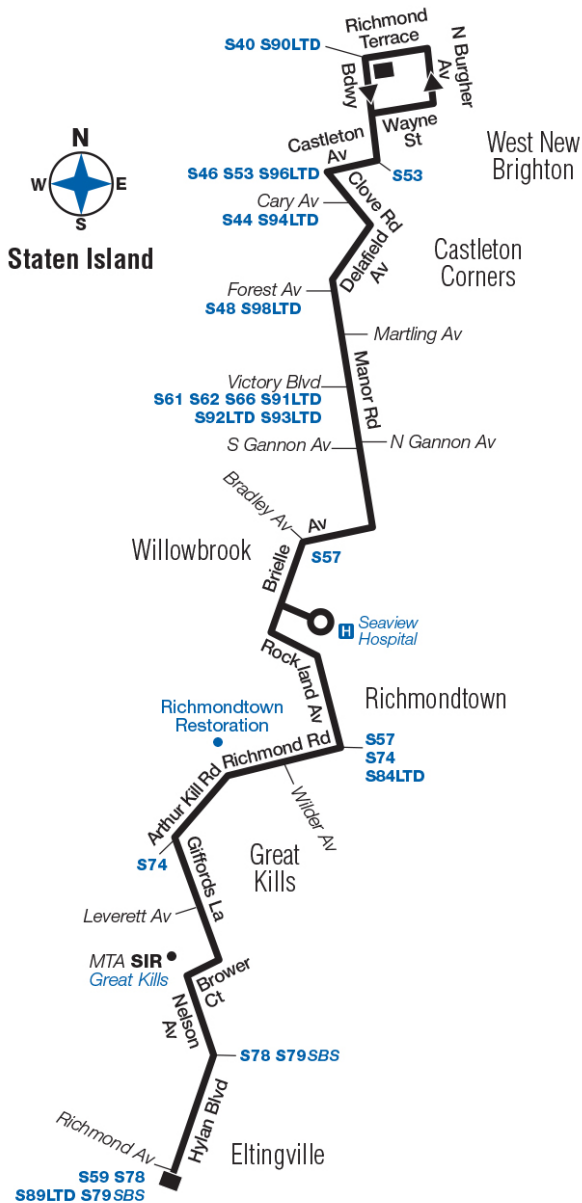 Richmond
Terrace
S40 S90LTD
N Burgher
Av
Bdwy
Wayne
St
West New
Brighton
N
W
E
S
Staten Island
Castleton
Av
S46 S53 S96LTD
S53
Cary Av
S44 S94LTD
Clove Rd
Delafield
Av
Castleton
Corners
Forest Av
S48 S98LTD
Martling Av
Manor Rd
Victory Blvd
S61 S62 S66 S91LTD
S92LTD S93LTD
S Gannon Av
N Gannon Av
Bradley Av
Brielle Av
Willowbrook
S57
H
Seaview
Hospital
Rockland Av
Richmondtown
Richmondtown
Restoration
Richmond Rd
S57
S74
S84LTD
Arthur Kill Rd
Wilder Av
S74
Giffords La
Great
Kills
Leverett Av
MTA SIR
Great Kills
Brower
Ct
Nelson
Av
S78 S79SBS
Hylan Blvd
Richmond Av
Eltingville
S59 S78
S89LTD S79SBS